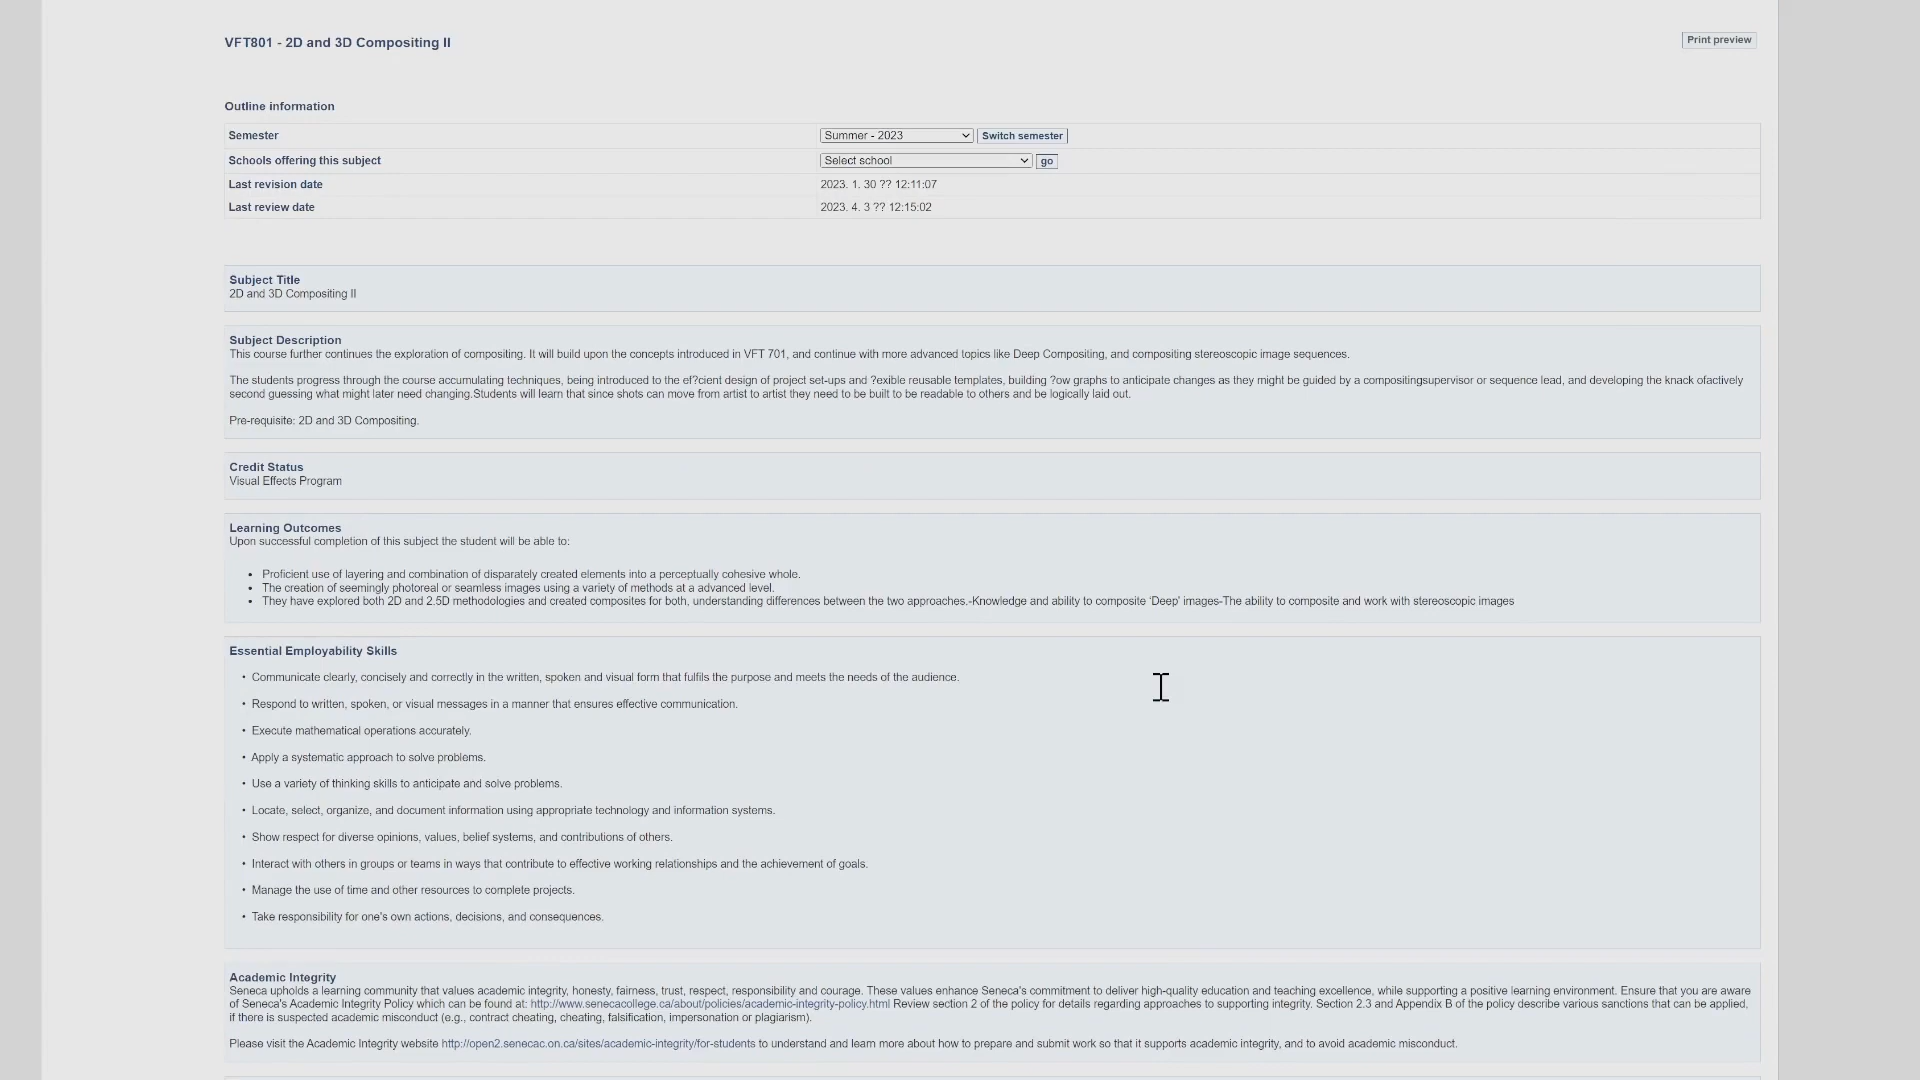 VFT801 - 2D and 3D Compositing II
Print preview
Outline information
Semester
Summer - 2023
Switch semester
Schools offering this subject
Select school
go
Last revision date
2023. 1. 30 ?? 12:11:07
Last review date
2023. 4. 3 ?? 12:15:02
Subject Title
2D and 3D Compositing II
Subject Description
This course further continues the exploration of compositing. It will build upon the concepts introduced in VFT 701, and continue with more advanced topics like Deep Compositing, and compositing stereoscopic image sequences.
The students progress through the course accumulating techniques, being introduced to the ef?cient design of project set-ups and ?exible reusable templates, building ?ow graphs to anticipate changes as they might be guided by a compositingsupervisor or sequence lead, and developing the knack ofactively
second guessing what might later need changing.Students will learn that since shots can move from artist to artist they need to be built to be readable to others and be logically laid out.
Pre-requisite: 2D and 3D Compositing.
Credit Status
Visual Effects Program
Learning Outcomes
Upon successful completion of this subject the student will be able to:
• Proficient use of layering and combination of disparately created elements into a perceptually cohesive whole.
• The creation of seemingly photoreal or seamless images using a variety of methods at a advanced level.
• They have explored both 2D and 2.5D methodologies and created composites for both, understanding differences between the two approaches.-Knowledge and ability to composite ‘Deep’ images-The ability to composite and work with stereoscopic images
Essential Employability Skills
• Communicate clearly, concisely and correctly in the written, spoken and visual form that fulfils the purpose and meets the needs of the audience.
• Respond to written, spoken, or visual messages in a manner that ensures effective communication.
• Execute mathematical operations accurately.
• Apply a systematic approach to solve problems.
• Use a variety of thinking skills to anticipate and solve problems.
• Locate, select, organize, and document information using appropriate technology and information systems.
• Show respect for diverse opinions, values, belief systems, and contributions of others.
• Interact with others in groups or teams in ways that contribute to effective working relationships and the achievement of goals.
• Manage the use of time and other resources to complete projects.
• Take responsibility for one's own actions, decisions, and consequences.
Academic Integrity
Seneca upholds a learning community that values academic integrity, honesty, fairness, trust, respect, responsibility and courage. These values enhance Seneca's commitment to deliver high-quality education and teaching excellence, while supporting a positive learning environment. Ensure that you are aware
of Seneca's Academic Integrity Policy which can be found at: http://www.senecacollege.ca/about/policies/academic-integrity-policy.html Review section 2 of the policy for details regarding approaches to supporting integrity. Section 2.3 and Appendix B of the policy describe various sanctions that can be applied,
if there is suspected academic misconduct (e.g., contract cheating, cheating, falsification, impersonation or plagiarism).
Please visit the Academic Integrity website http://open2.senecac.on.ca/sites/academic-integrity/for-students to understand and learn more about how to prepare and submit work so that it supports academic integrity, and to avoid academic misconduct.